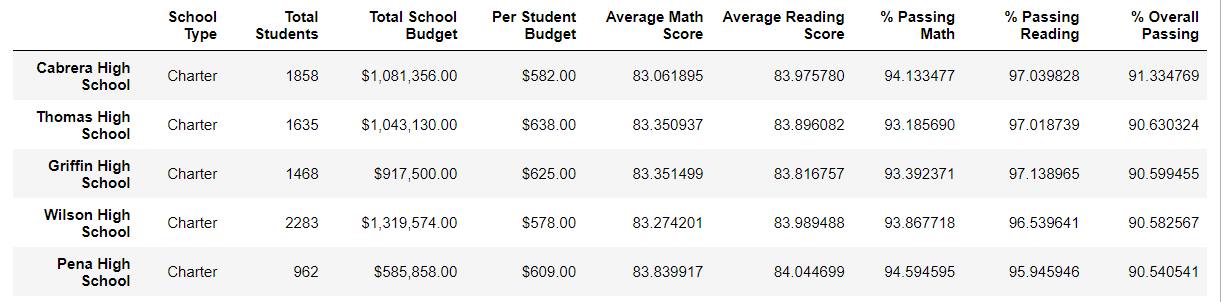 School Type Total Students Total School Budget Per Student Budget Average Math Score Average Reading Score % Passing Math % Passing Reading % Overall Passing
Cabrera High School Charter 1858 $1,081,356.00 $582.00 83.061895 83.975780 94.133477 97.039828 91.334769
Thomas High School Charter 1635 $1,043,130.00 $638.00 83.350937 83.896082 93.185690 97.018739 90.630324
Griffin High School Charter 1468 $917,500.00 $625.00 83.351499 83.816757 93.392371 97.138965 90.599455
Wilson High School Charter 2283 $1,319,574.00 $578.00 83.274201 83.989488 93.867718 96.539641 90.582567
Pena High School Charter 962 $585,858.00 $609.00 83.839917 84.044699 94.594595 95.945946 90.540541